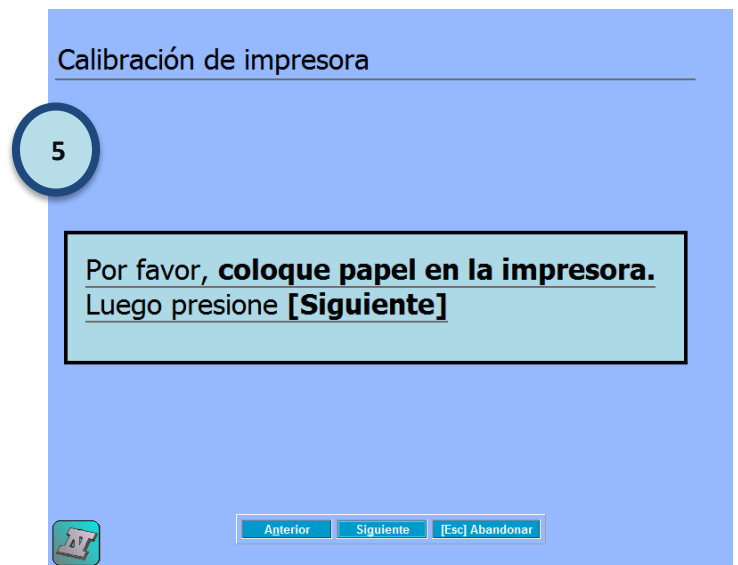 Calibración de impresora
5
Por favor, coloque papel en la impresora.
Luego presione [Siguiente]
Anterior Siguiente [Esc] Abandonar